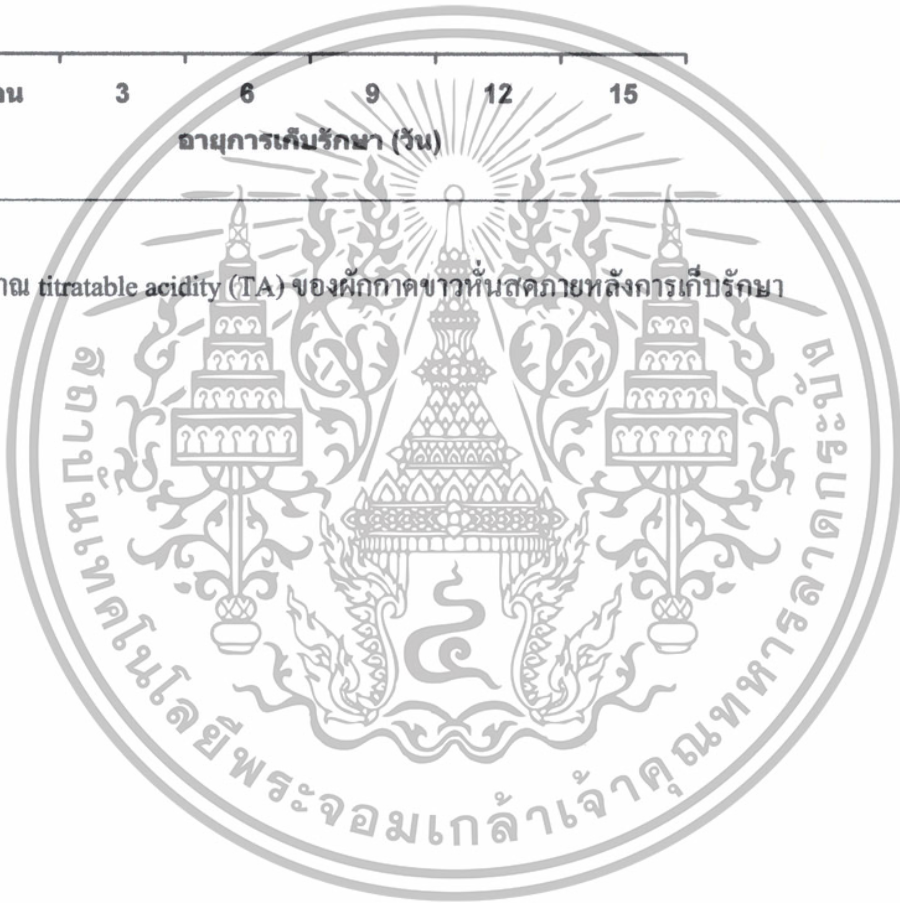 3 6 9 12 15
อายุการเก็บรักษา (วัน)
titratable acidity (TA) ของผักกาดขาวหั่นสดภายหลังการเก็บรักษา
สถาบันเทคโนโลยีพระจอมเกล้าเจ้าคุณทหารลาดกระบัง